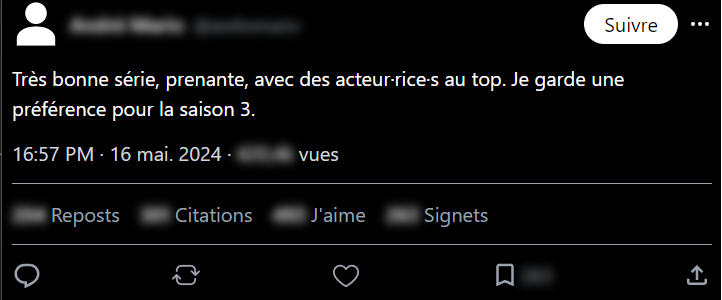 Suivre
Très bonne série, prenante, avec des acteur·rice·s au top. Je garde une
préférence pour la saison 3.
16:57 PM · 16 mai. 2024 · vues
Reposts Citations J'aime Signets